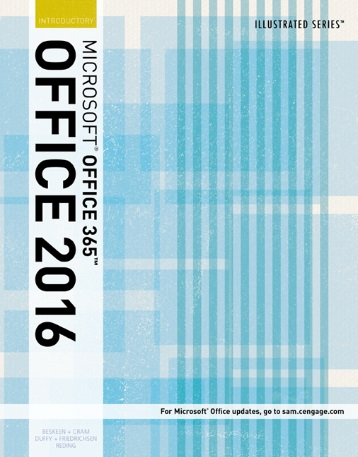 INTRODUCTORY
ILLUSTRATED SERIES™
MICROSOFT® OFFICE 365™
OFFICE 2016
For Microsoft® Office updates, go to sam.cengage.com
BESKEEN + CRAM
DUFFY + FRIEDRICHSEN
REDING